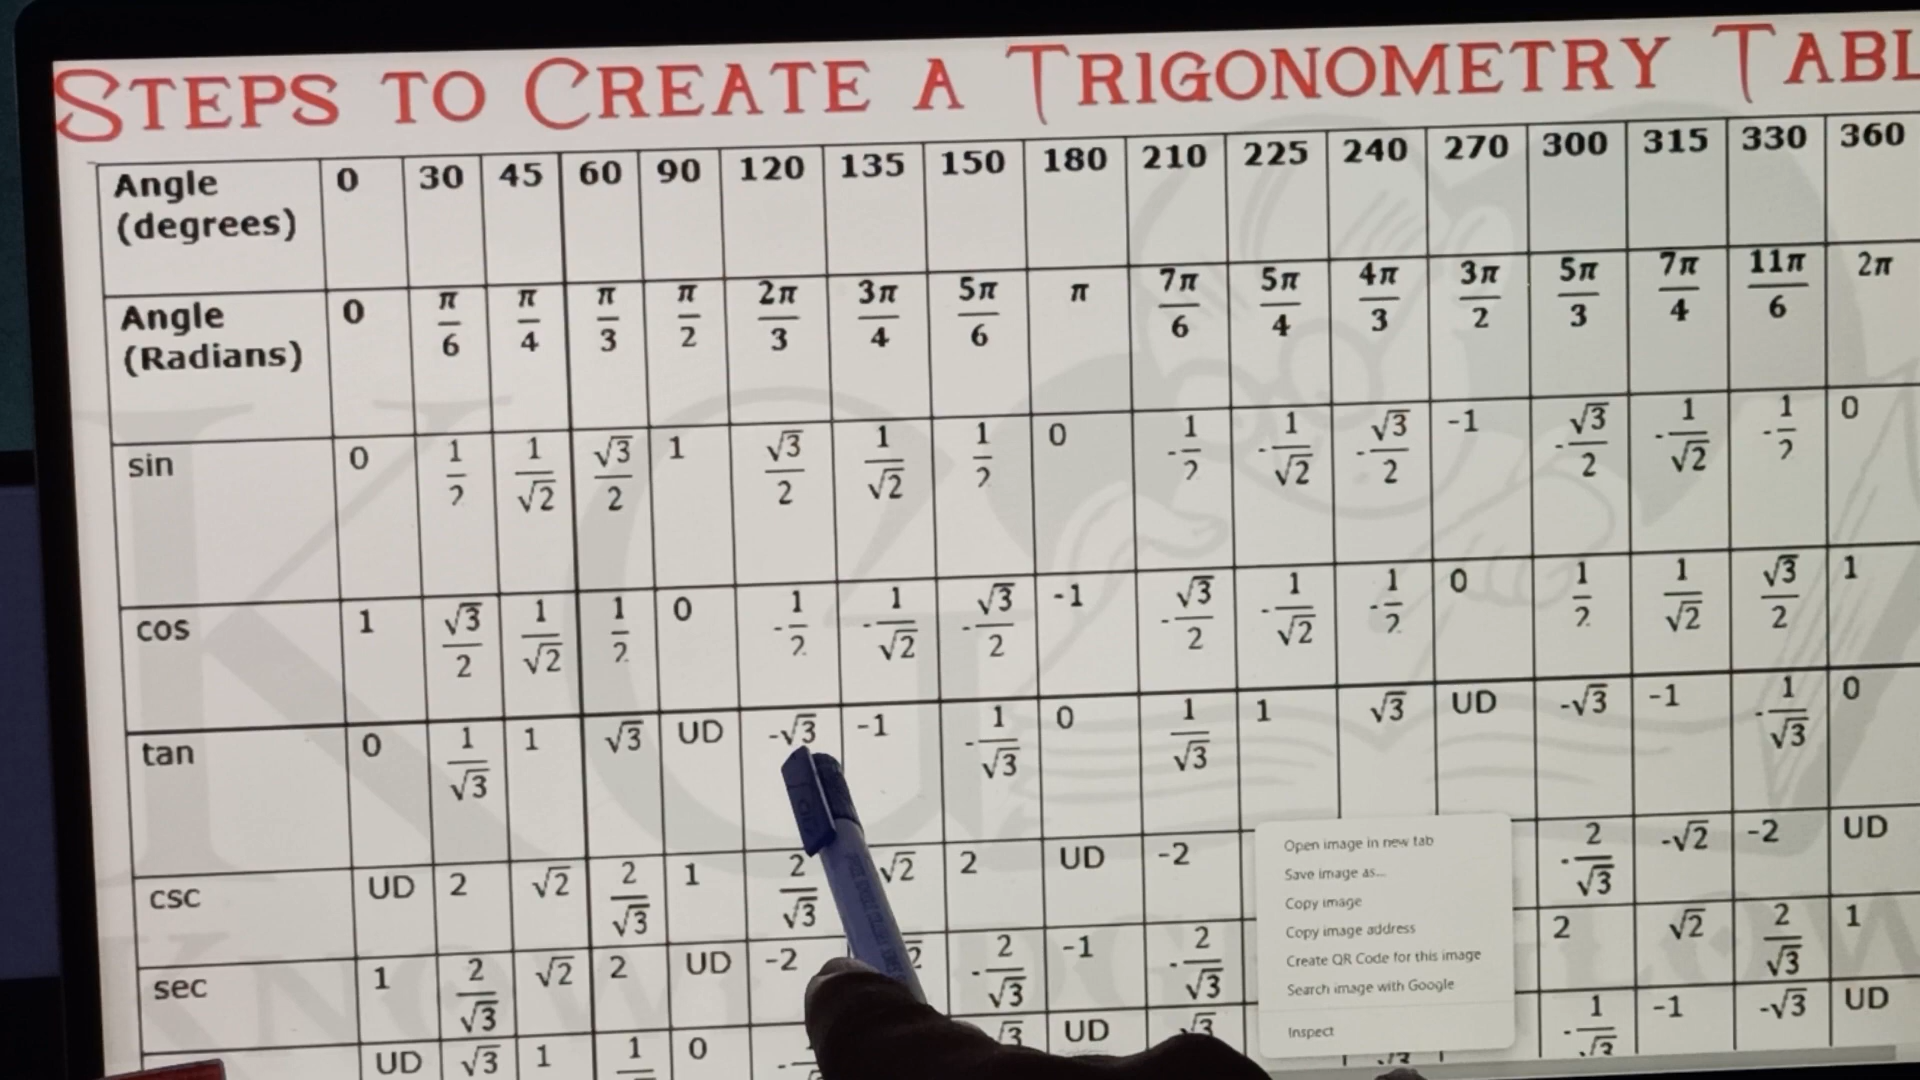 STEPS TO CREATE A TRIGONOMETRY TABL
Angle (degrees) 0 30 45 60 90 120 135 150 180 210 225 240 270 300 315 330 360
Angle (Radians) 0 π/6 π/4 π/3 π/2 2π/3 3π/4 5π/6 π 7π/6 5π/4 4π/3 3π/2 5π/3 7π/4 11π/6 2π
sin 0 1/2 1/√2 √3/2 1 √3/2 1/√2 1/2 0 -1/2 -1/√2 -√3/2 -1 -√3/2 -1/√2 -1/2 0
cos 1 √3/2 1/√2 1/2 0 -1/2 -1/√2 -√3/2 -1 -√3/2 -1/√2 -1/2 0 1/2 1/√2 √3/2 1
tan 0 1/√3 1 √3 UD -√3 -1 -1/√3 0 1/√3 1 √3 UD -√3 -1 -1/√3 0
csc UD 2 √2 2/√3 1 2/√3 √2 2 UD -2 -2/√3 -√2 -2 UD
sec 1 2/√3 √2 2 UD -2 -2/√3 -1 -2/√3 2 √2 2/√3 1
UD √3 1 1 0 √3 UD √3 -1/√3 -1 -√3 UD
Open image in new tab
Save image as...
Copy image
Copy image address
Create QR Code for this image
Search image with Google
Inspect